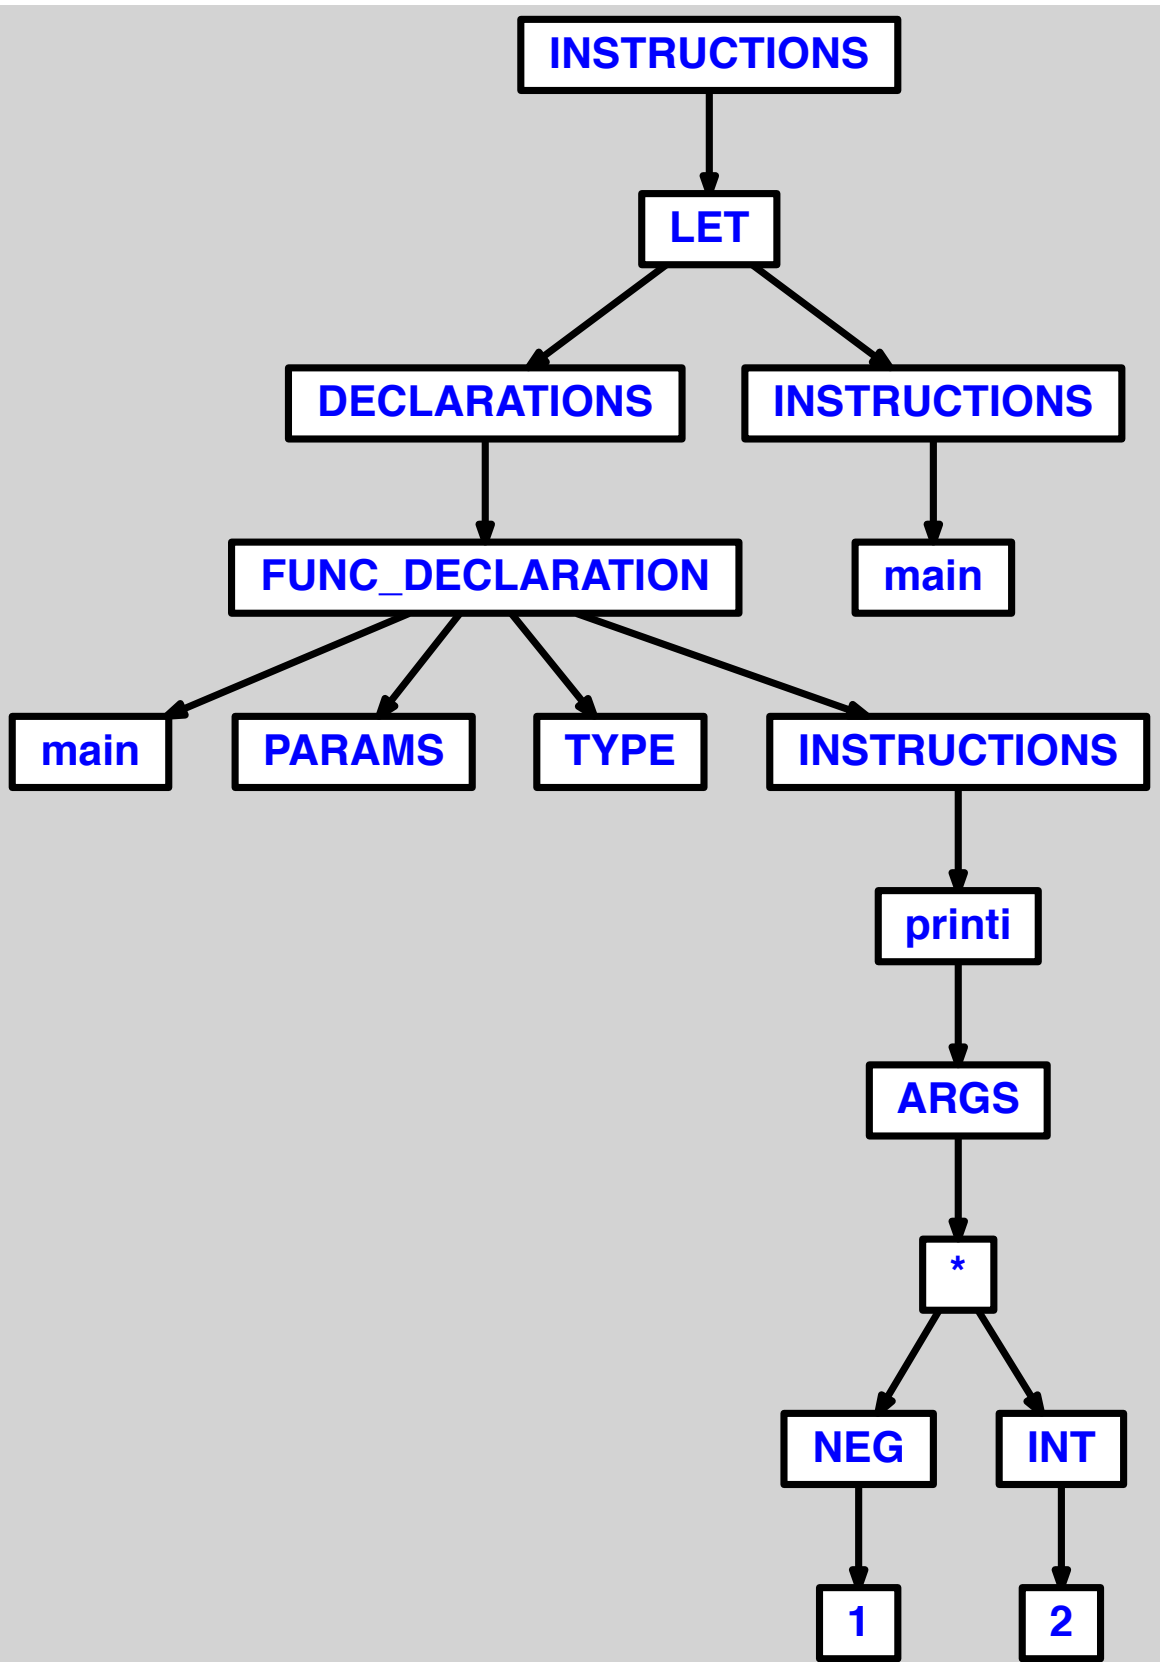 INSTRUCTIONS
LET
DECLARATIONS
INSTRUCTIONS
FUNC_DECLARATION
main
main
PARAMS
TYPE
INSTRUCTIONS
printi
ARGS
*
NEG
INT
1
2